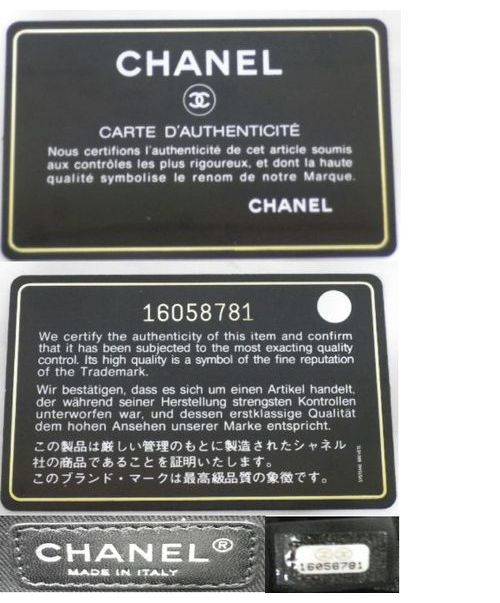 CHANEL
CARTE D'AUTHENTICITÉ
Nous certifions l'authenticité de cet article soumis
aux contrôles les plus rigoureux, et dont la haute
qualité symbolise le renom de notre Marque.
CHANEL
16058781
We certify the authenticity of this item and confirm
that it has been subjected to the most exacting quality
control. Its high quality is a symbol of the fine reputation
of the Trademark.
Wir bestätigen, dass es sich um einen Artikel handelt,
der während seiner Herstellung strengsten Kontrollen
unterworfen war, und dessen erstklassige Qualität
dem hohen Ansehen unserer Marke entspricht.
この製品は厳しい管理のもとに製造されたシャネル
社の商品であることを証明いたします。
このブランド・マークは最高級品質の象徴です。
CHANEL®
MADE IN ITALY
16058781